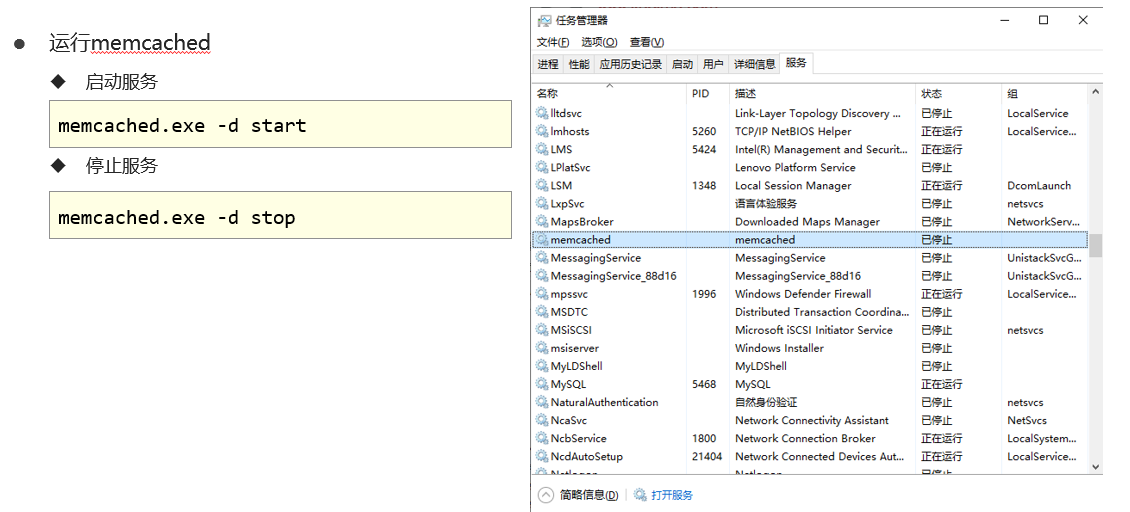 运行memcached
启动服务
memcached.exe -d start
停止服务
memcached.exe -d stop
任务管理器
文件(F) 选项(O) 查看(V)
进程 性能 应用历史记录 启动 用户 详细信息 服务
名称 PID 描述 状态 组
lltdsvc Link-Layer Topology Discovery ... 已停止 LocalService
lmhosts 5260 TCP/IP NetBIOS Helper 正在运行 LocalService...
LMS 5424 Intel(R) Management and Securit... 正在运行
LPlatSvc Lenovo Platform Service 已停止
LSM 1348 Local Session Manager 正在运行 DcomLaunch
LxpSvc 语言体验服务 已停止 netsvcs
MapsBroker Downloaded Maps Manager 已停止 NetworkServ...
memcached memcached 已停止
MessagingService MessagingService 已停止 UnistackSvcG...
MessagingService_88d16 MessagingService_88d16 已停止 UnistackSvcG...
mpssvc 1996 Windows Defender Firewall 正在运行 LocalService...
MSDTC Distributed Transaction Coordina... 已停止
MSiSCSI Microsoft iSCSI Initiator Service 已停止 netsvcs
msiserver Windows Installer 已停止
MyLDShell MyLDShell 已停止
MySQL 5468 MySQL 正在运行
NaturalAuthentication 自然身份验证 已停止 netsvcs
NcaSvc Network Connectivity Assistant 已停止 NetSvcs
NcbService 1800 Network Connection Broker 正在运行 LocalSystem...
NcdAutoSetup 21404 Network Connected Devices Aut... 正在运行 LocalService...
Netlogon Netlogon 已停止
简略信息(D) 打开服务